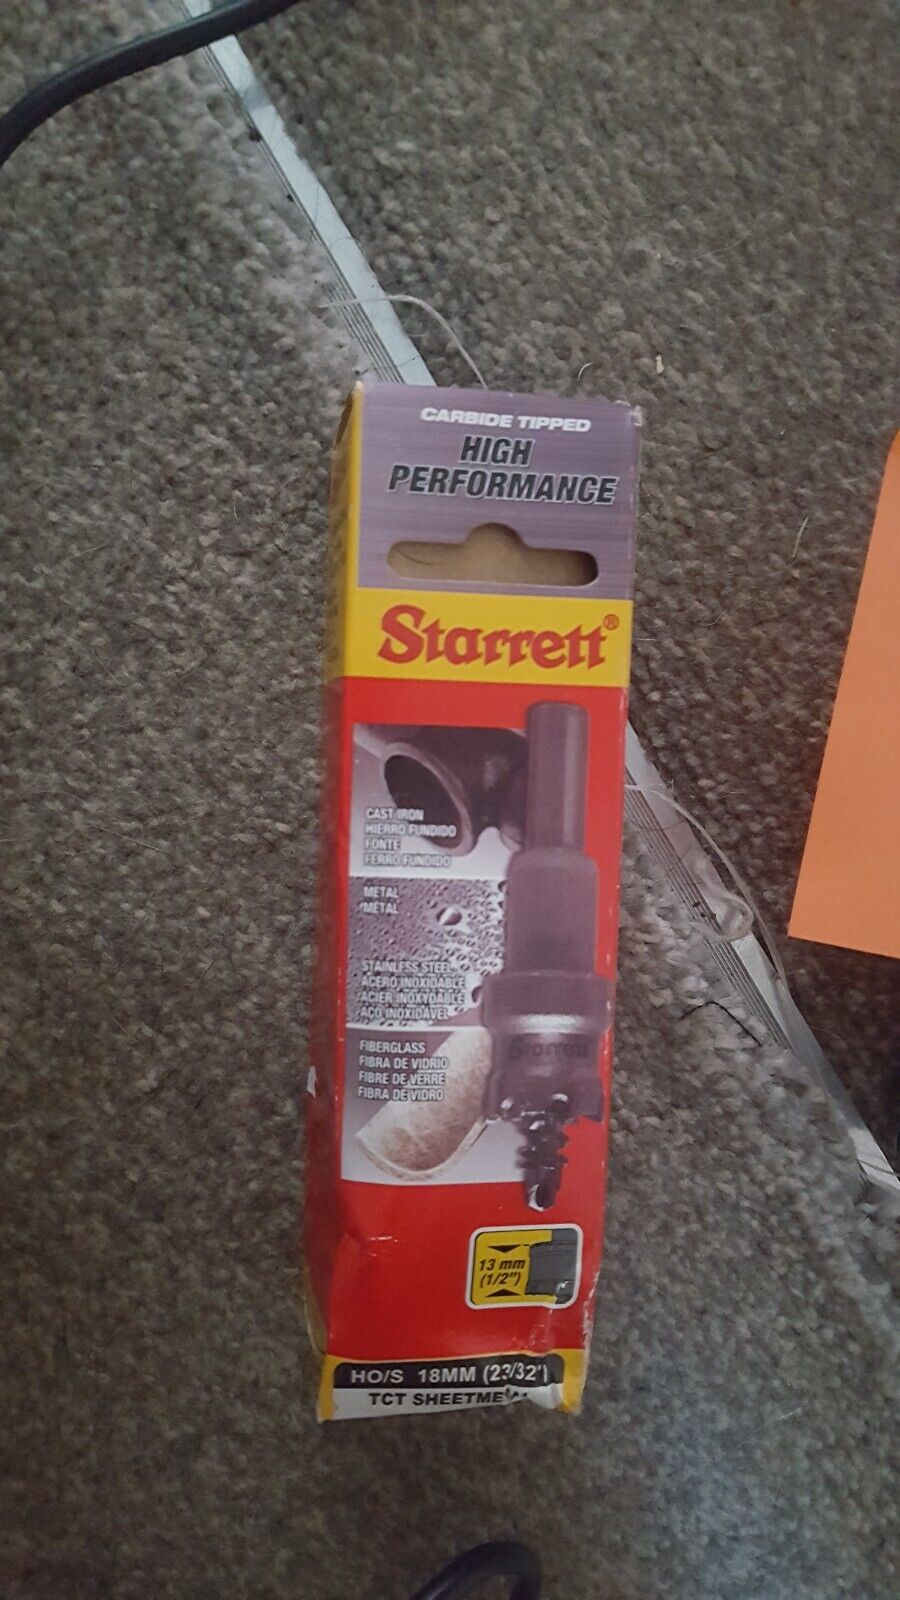 CARBIDE TIPPED
HIGH
PERFORMANCE
Starrett®
CAST IRON
HIERRO FUNDIDO
FONTE
FERRO FUNDIDO
METAL
METAL
STAINLESS STEEL
ACERO INOXIDABLE
ACIER INOXYDABLE
AÇO INOXIDÁVEL
FIBERGLASS
FIBRA DE VIDRIO
FIBRE DE VERRE
FIBRA DE VIDRO
Starrett
13 mm
(1/2")
HO/S 18MM (23/32")
TCT SHEETMETAL